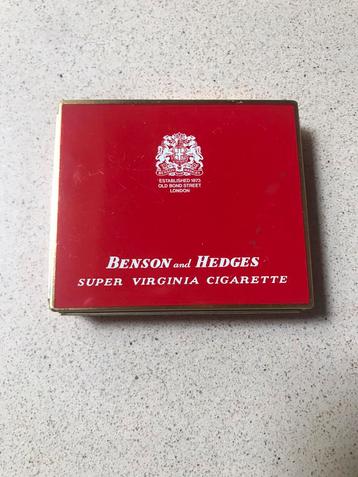 ESTABLISHED 1873
OLD BOND STREET
LONDON
BENSON and HEDGES
SUPER VIRGINIA CIGARETTE